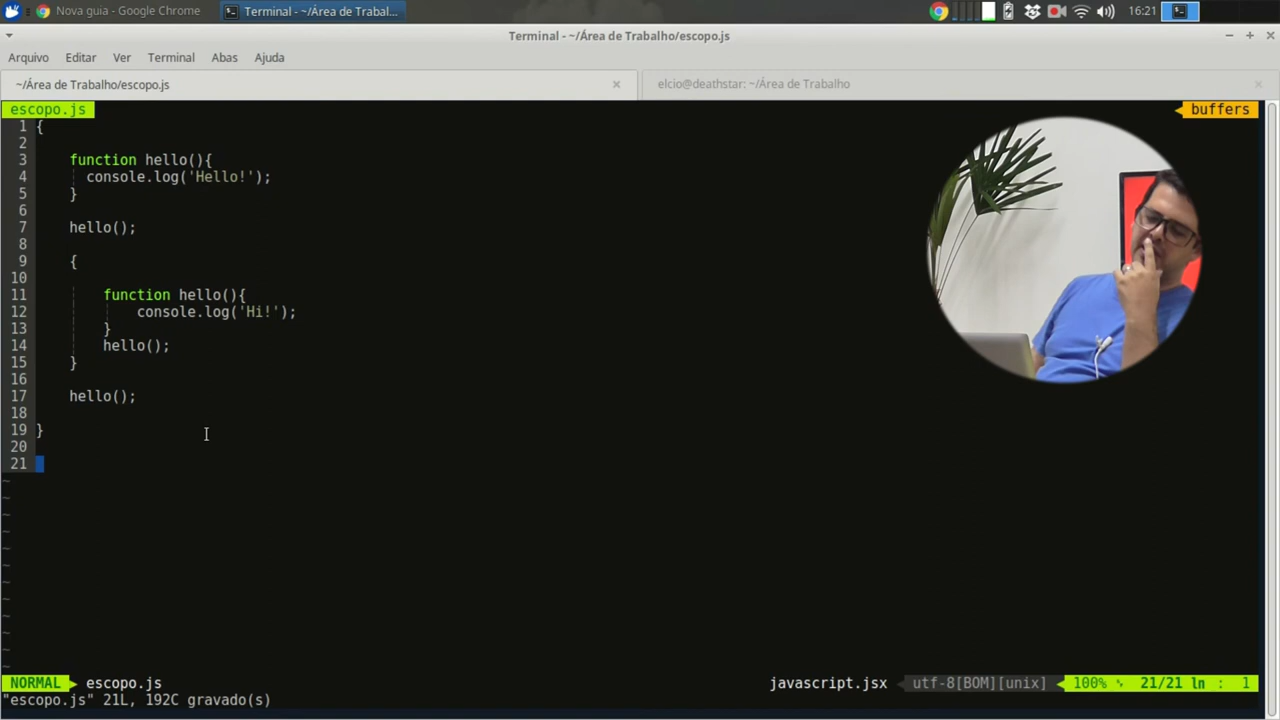 Nova guia - Google Chrome
Terminal - ~/Área de Trabal...
16:21
Terminal - ~/Área de Trabalho/escopo.js
Arquivo Editar Ver Terminal Abas Ajuda
~/Área de Trabalho/escopo.js
elcio@deathstar: ~/Área de Trabalho
escopo.js
buffers
1 {
2
3 function hello(){
4 console.log('Hello!');
5 }
6
7 hello();
8
9 {
10
11 function hello(){
12 console.log('Hi!');
13 }
14 hello();
15 }
16
17 hello();
18
19 }
20
21
~
~
~
~
~
~
~
~
~
~
~
~
NORMAL escopo.js javascript.jsx utf-8[BOM][unix] 100% ␊ 21/21 ln : 1
"escopo.js" 21L, 192C gravado(s)